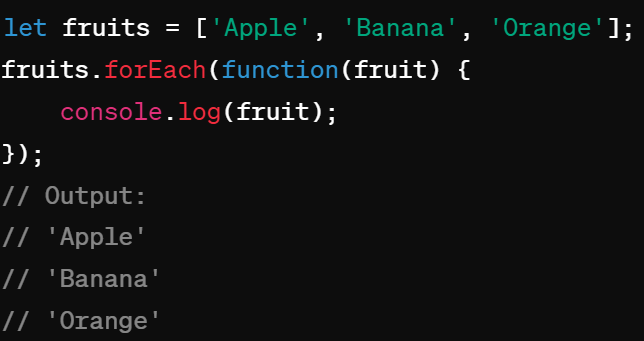 let fruits = ['Apple', 'Banana', 'Orange'];
fruits.forEach(function(fruit) {
    console.log(fruit);
});
// Output:
// 'Apple'
// 'Banana'
// 'Orange'